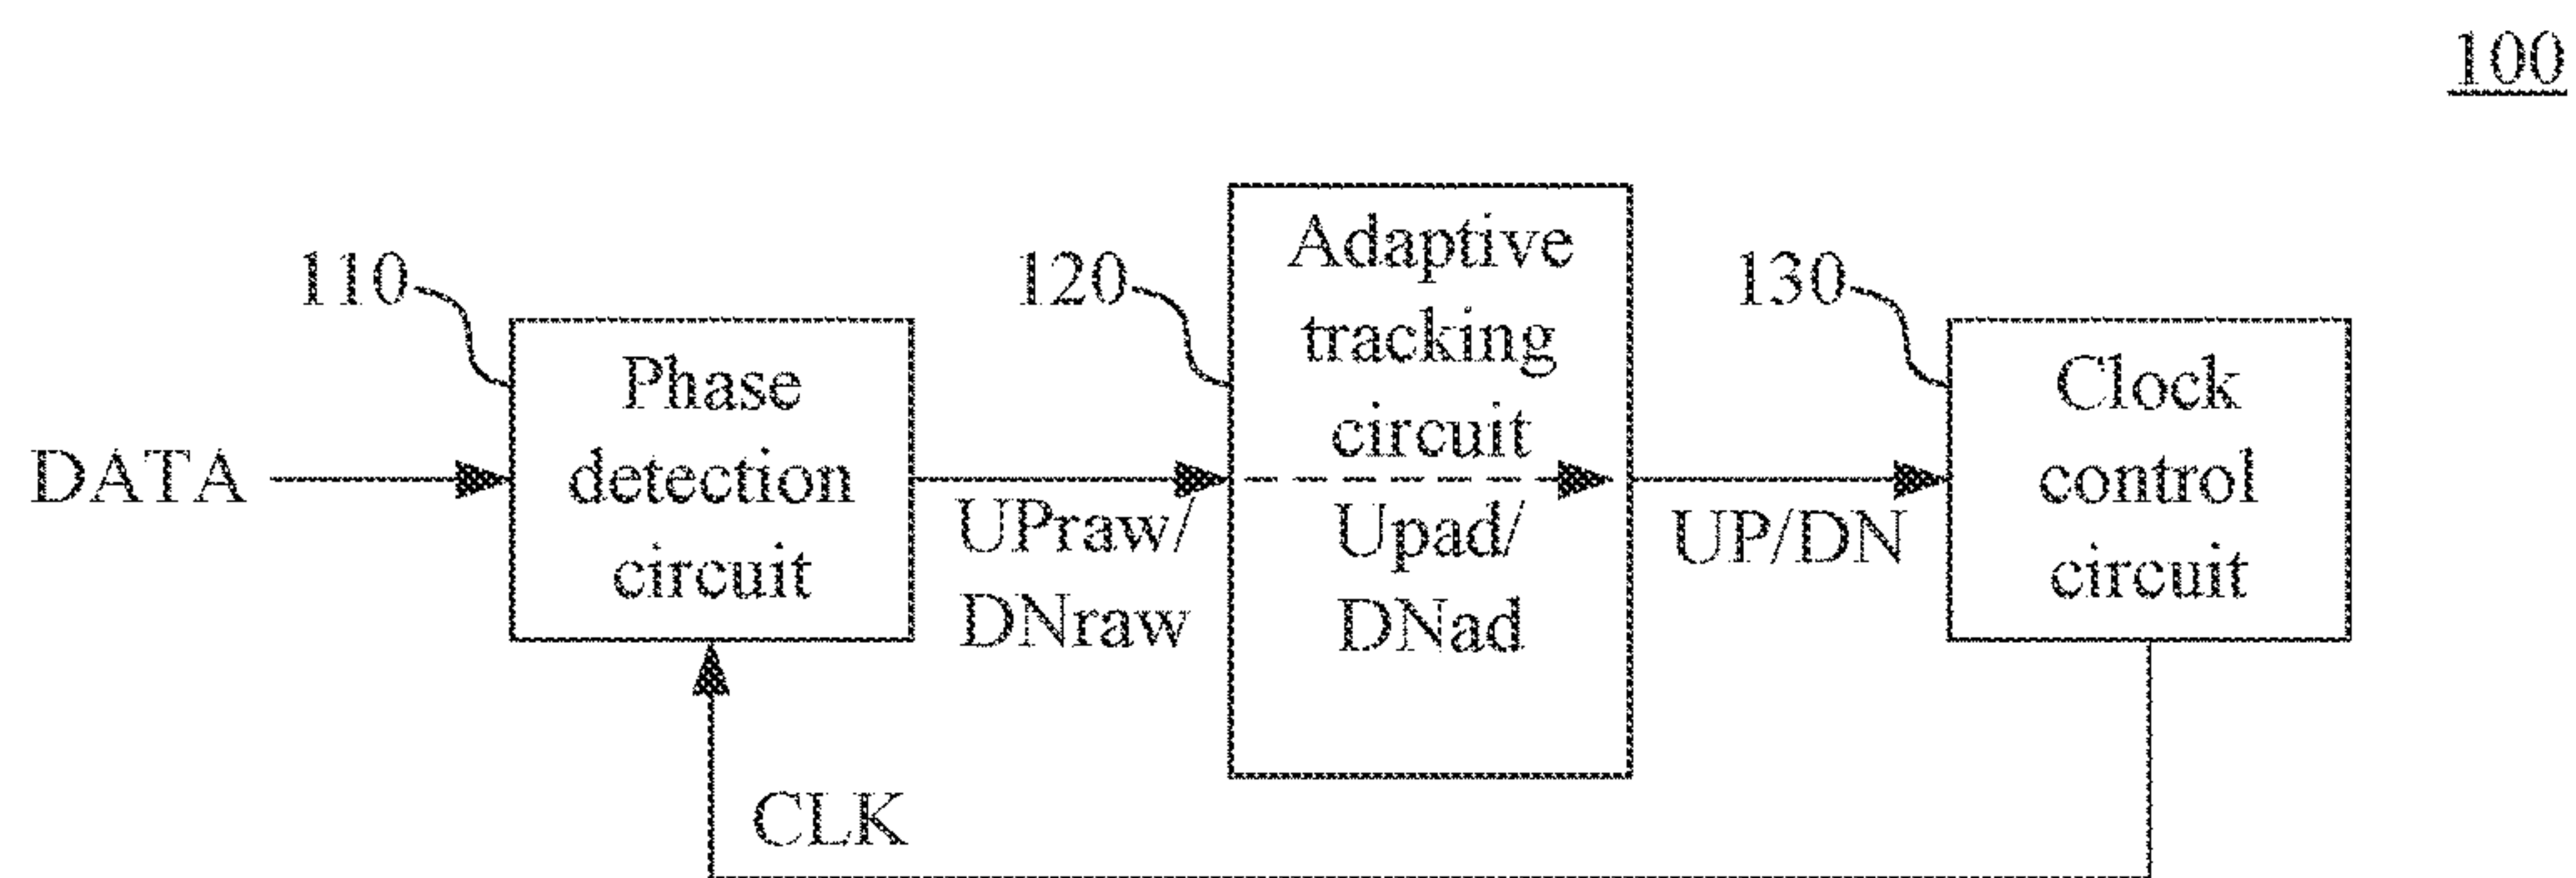 100
110
120
130
DATA
Phase
detection
circuit
UPraw/
DNraw
Adaptive
tracking
circuit
Upad/
DNad
UP/DN
Clock
control
circuit
CLK